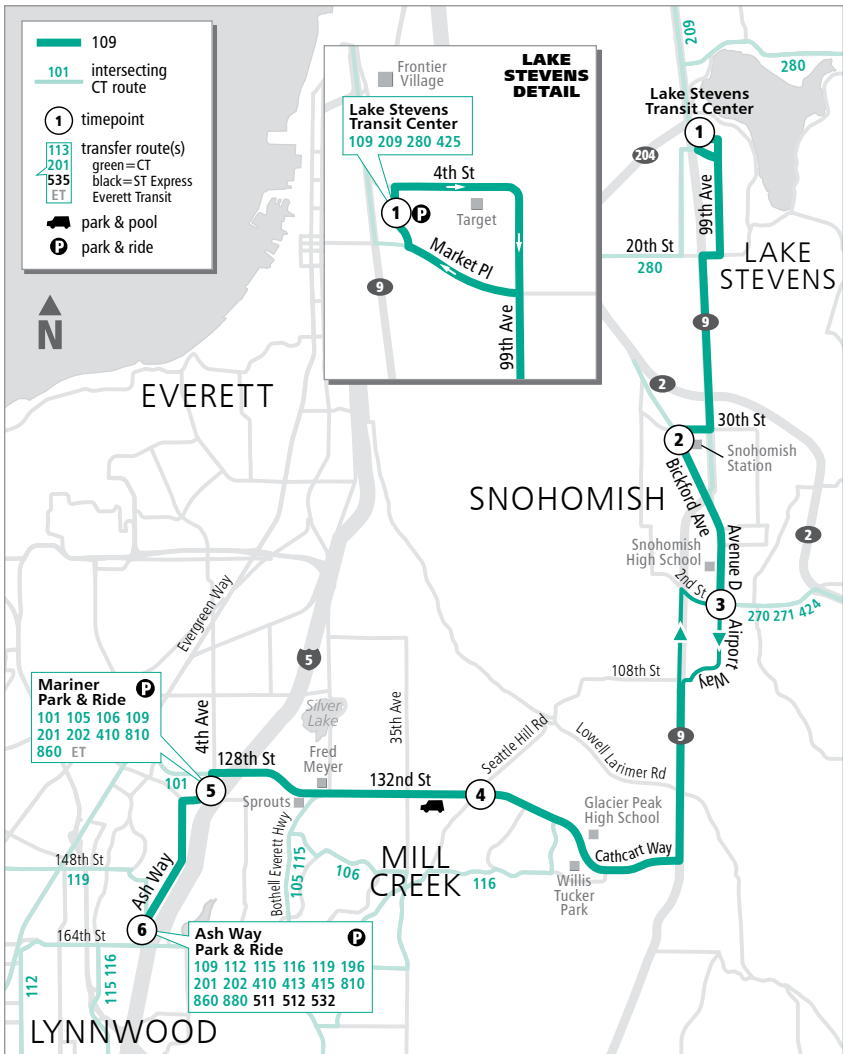 109
101
intersecting
CT route
1
timepoint
113
201
535
ET
transfer route(s)
green=CT
black=ST Express
Everett Transit
park & pool
P
park & ride
N
LAKE
STEVENS
DETAIL
Frontier
Village
Lake Stevens
Transit Center
109 209 280 425
4th St
1
P
Target
Market Pl
9
99th Ave
209
280
Lake Stevens
Transit Center
1
204
99th Ave
20th St
280
LAKE
STEVENS
9
2
EVERETT
30th St
2
Snohomish
Station
SNOHOMISH
Bickford Ave
Avenue D
2
Snohomish
High School
2nd St
3
270 271 424
Airport
Way
108th St
9
Evergreen Way
5
Mariner
Park & Ride
P
101 105 106 109
201 202 410 810
860 ET
4th Ave
Silver
Lake
35th Ave
Seattle Hill Rd
Lowell Larimer Rd
128th St
Fred
Meyer
132nd St
101
5
Sprouts
4
Glacier Peak
High School
Cathcart Way
Willis
Tucker
Park
Bothell Everett Hwy
105 115
106
MILL
CREEK
116
148th St
119
Ash Way
164th St
6
Ash Way
Park & Ride
P
109 112 115 116 119 196
201 202 410 413 415 810
860 880 511 512 532
112
115 116
LYNNWOOD